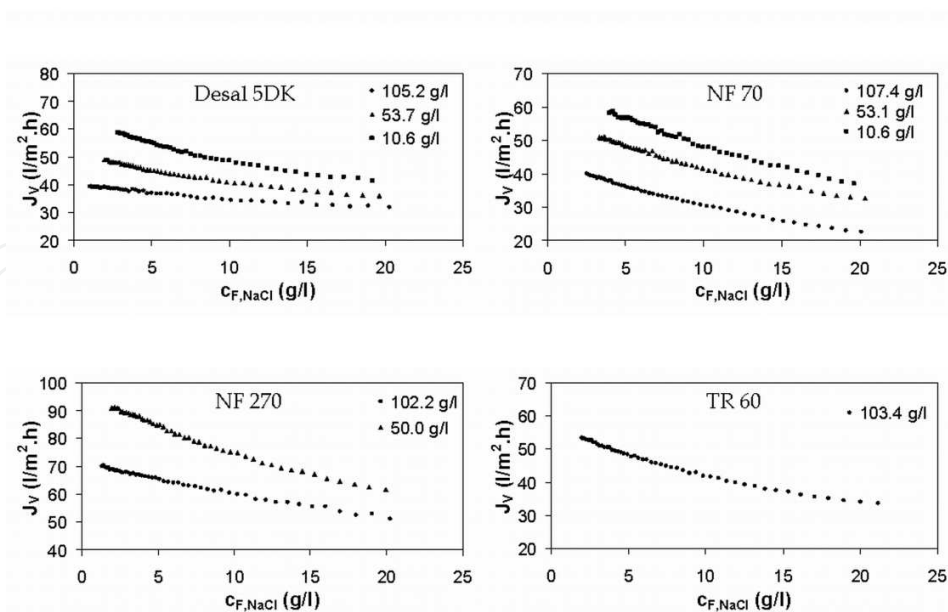 Desal 5DK
80
70
60
50
40
30
20
Jv (l/m².h)
105.2 g/l
53.7 g/l
10.6 g/l
0 5 10 15 20 25
cF,NaCl (g/l)
NF 70
70
60
50
40
30
20
Jv (l/m².h)
107.4 g/l
53.1 g/l
10.6 g/l
0 5 10 15 20 25
cF,NaCl (g/l)
NF 270
100
90
80
70
60
50
40
Jv (l/m².h)
102.2 g/l
50.0 g/l
0 5 10 15 20 25
cF,NaCl (g/l)
TR 60
70
60
50
40
30
20
Jv (l/m².h)
103.4 g/l
0 5 10 15 20 25
cF,NaCl (g/l)